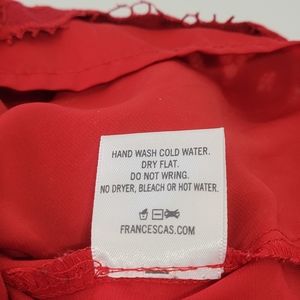 HAND WASH COLD WATER.
DRY FLAT.
DO NOT WRING.
NO DRYER, BLEACH OR HOT WATER.
FRANCESCAS.COM